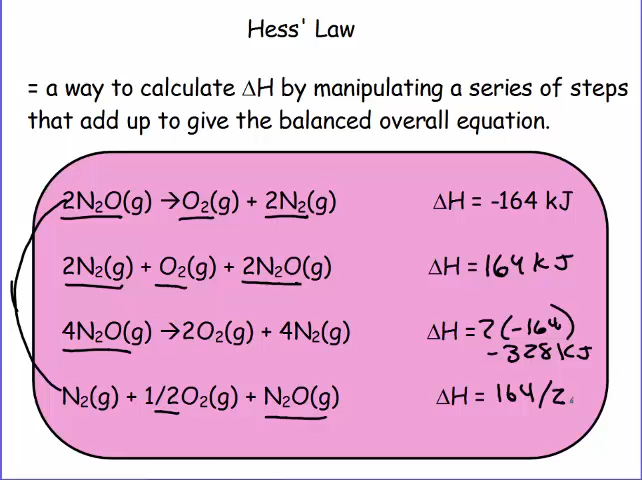 Hess' Law
= a way to calculate ΔH by manipulating a series of steps
that add up to give the balanced overall equation.
2N₂O(g) →O₂(g) + 2N₂(g) ΔH = -164 kJ
2N₂(g) + O₂(g) + 2N₂O(g) ΔH = 164 kJ
4N₂O(g) →2O₂(g) + 4N₂(g) ΔH = 2(-164)
-328 kJ
N₂(g) + 1/2O₂(g) + N₂O(g) ΔH = 164/2